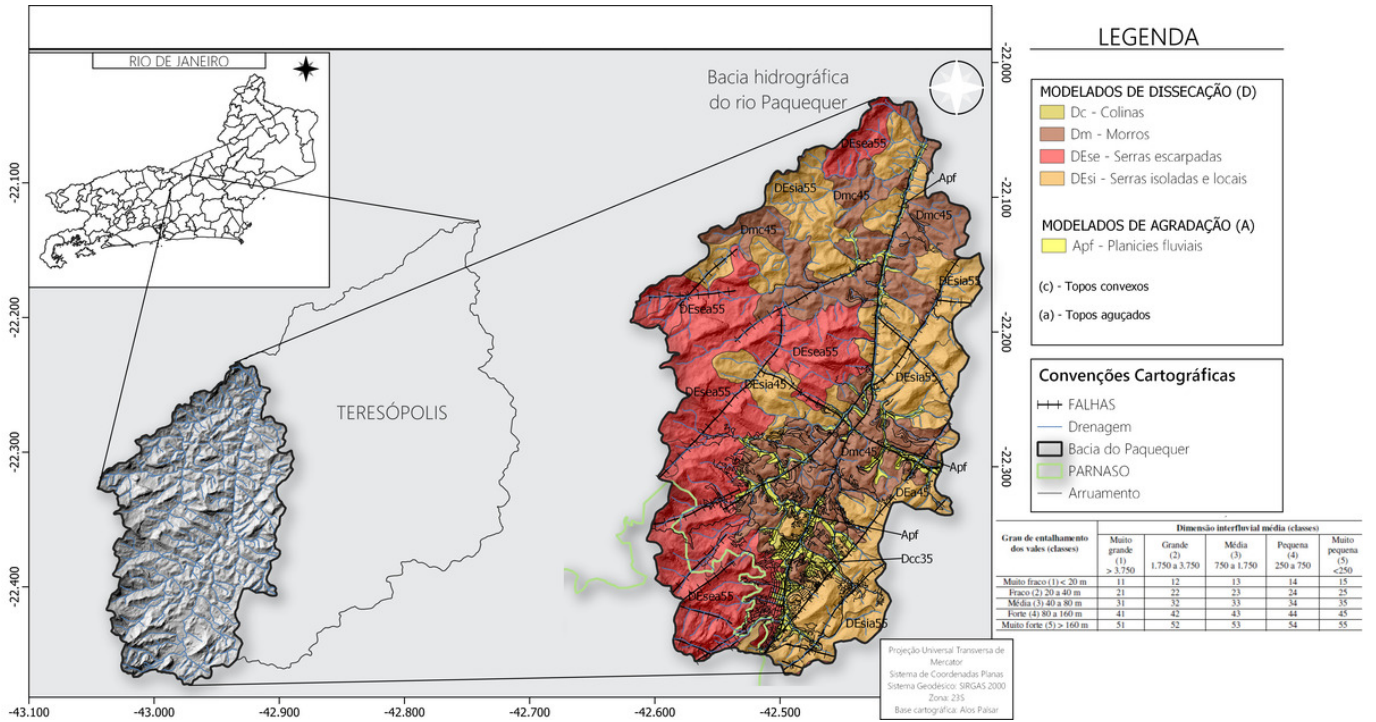 RIO DE JANEIRO
Bacia hidrográfica
do rio Paquequer
TERESÓPOLIS
-22.100
-22.200
-22.300
-22.400
-43.100
-43.000
-42.900
-42.800
-42.700
-42.600
-42.500
-22.000
-22.100
-22.200
-22.300
DEsea55
Apf
DEsia55
Dmc45
Dmc45
Dmc45
DEsia55
DEsea55
DEsea55
DEsia55
DEsia45
DEsea55
Dmc45
Apf
DEa45
Apf
Dcc35
DEsea55
DEsia55
Projeção Universal Transversa de
Mercator
Sistema de Coordenadas Planas
Sistema Geodésico: SIRGAS 2000
Zona: 23S
Base cartográfica: Alos Palsar
LEGENDA
MODELADOS DE DISSECAÇÃO (D)
Dc - Colinas
Dm - Morros
DEse - Serras escarpadas
DEsi - Serras isoladas e locais
MODELADOS DE AGRADAÇÃO (A)
Apf - Planicies fluviais
(c) - Topos convexos
(a) - Topos aguçados
Convenções Cartográficas
FALHAS
Drenagem
Bacia do Paquequer
PARNASO
Arruamento
Grau de entalhamento dos vales (classes)
Dimensão interfluvial média (classes)
Muito grande (1) > 3.750
Grande (2) 1.750 a 3.750
Média (3) 750 a 1.750
Pequena (4) 250 a 750
Muito pequena (5) <250
Muito fraco (1) < 20 m 11 12 13 14 15
Fraco (2) 20 a 40 m 21 22 23 24 25
Média (3) 40 a 80 m 31 32 33 34 35
Forte (4) 80 a 160 m 41 42 43 44 45
Muito forte (5) > 160 m 51 52 53 54 55